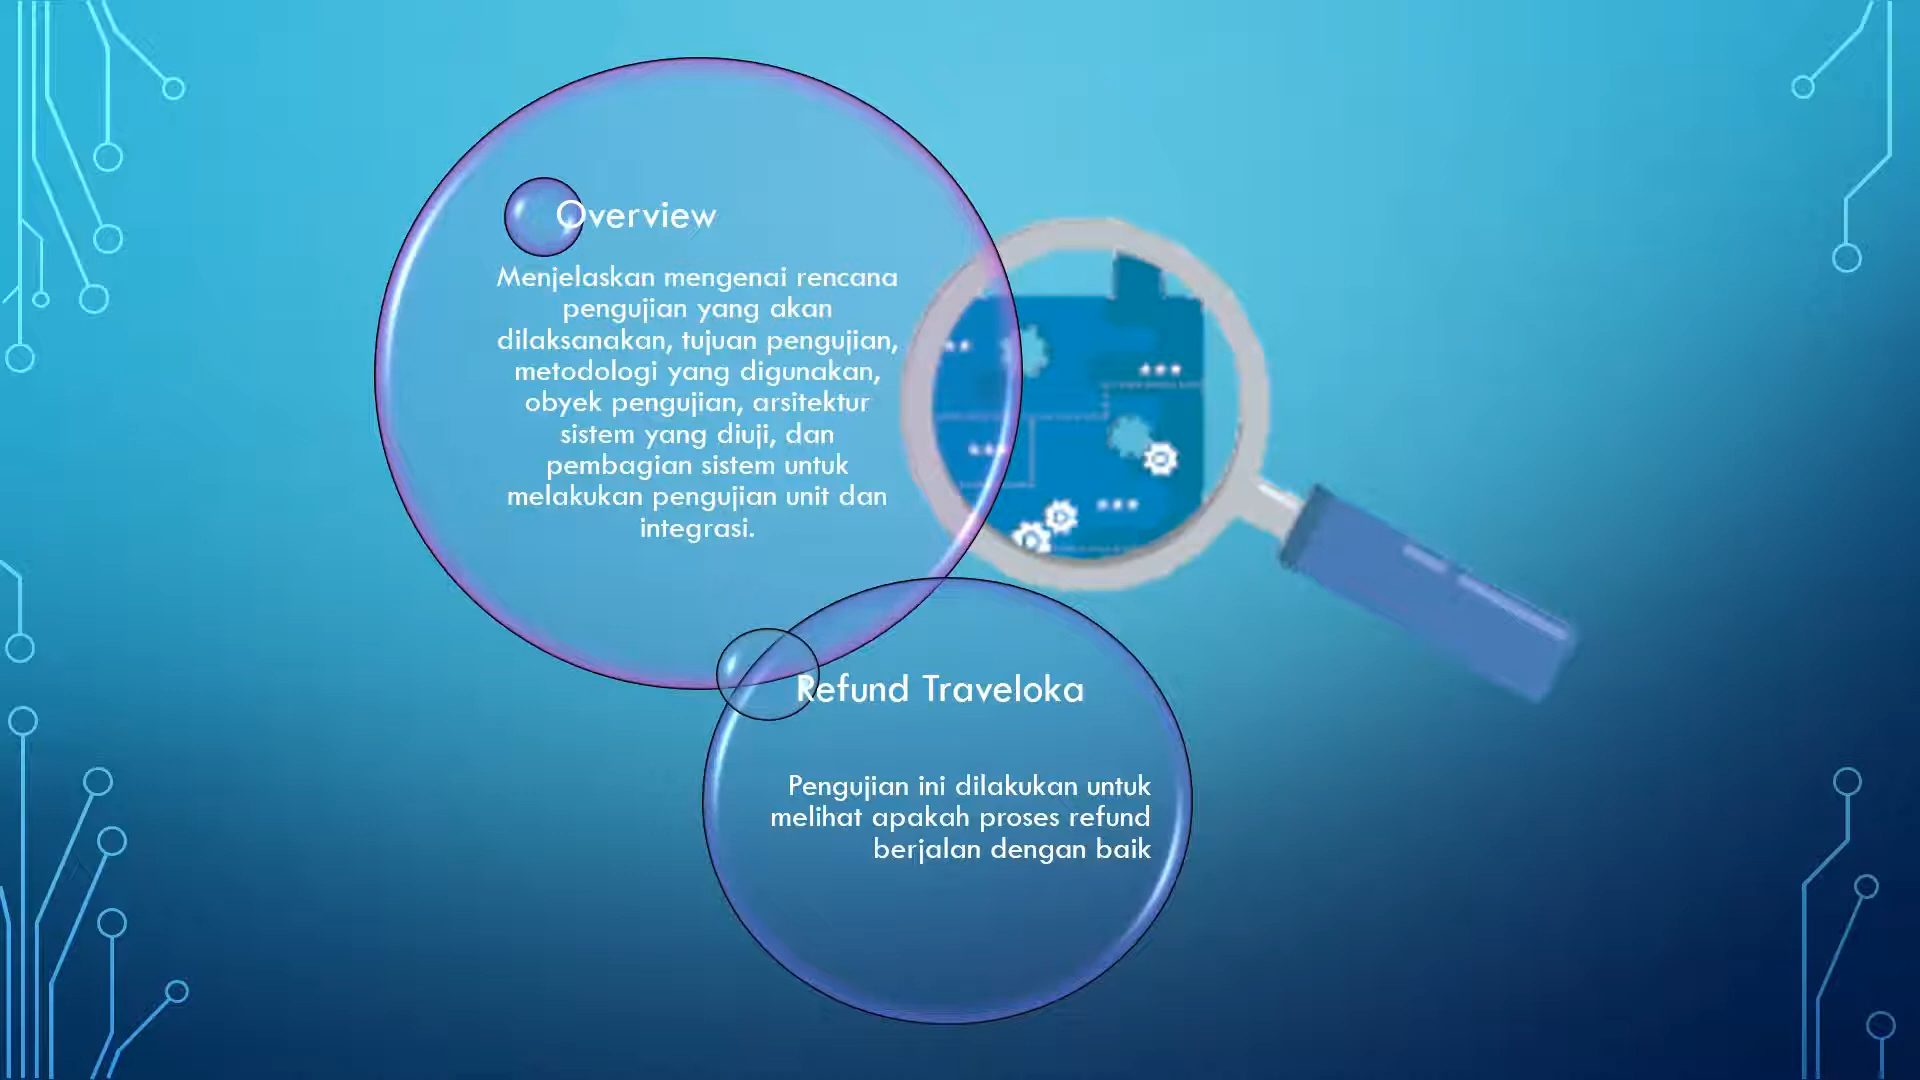 Overview
Menjelaskan mengenai rencana
pengujian yang akan
dilaksanakan, tujuan pengujian,
metodologi yang digunakan,
obyek pengujian, arsitektur
sistem yang diuji, dan
pembagian sistem untuk
melakukan pengujian unit dan
integrasi.
Refund Traveloka
Pengujian ini dilakukan untuk
melihat apakah proses refund
berjalan dengan baik